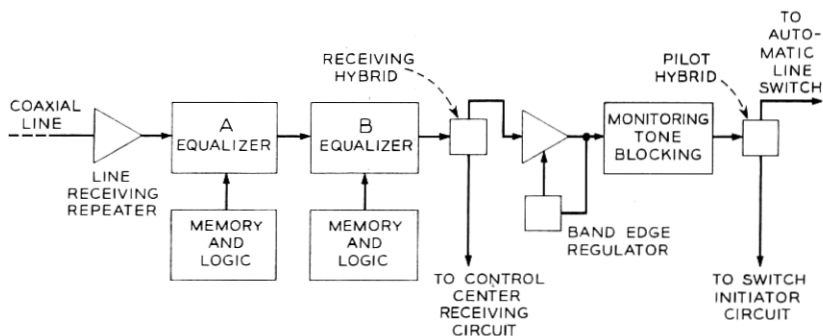 COAXIAL
LINE
LINE
RECEIVING
REPEATER
A
EQUALIZER
MEMORY
AND
LOGIC
B
EQUALIZER
MEMORY
AND
LOGIC
RECEIVING
HYBRID
TO CONTROL
CENTER
RECEIVING
CIRCUIT
BAND EDGE
REGULATOR
MONITORING
TONE
BLOCKING
PILOT
HYBRID
TO
AUTO-
MATIC
LINE
SWITCH
TO SWITCH
INITIATOR
CIRCUIT